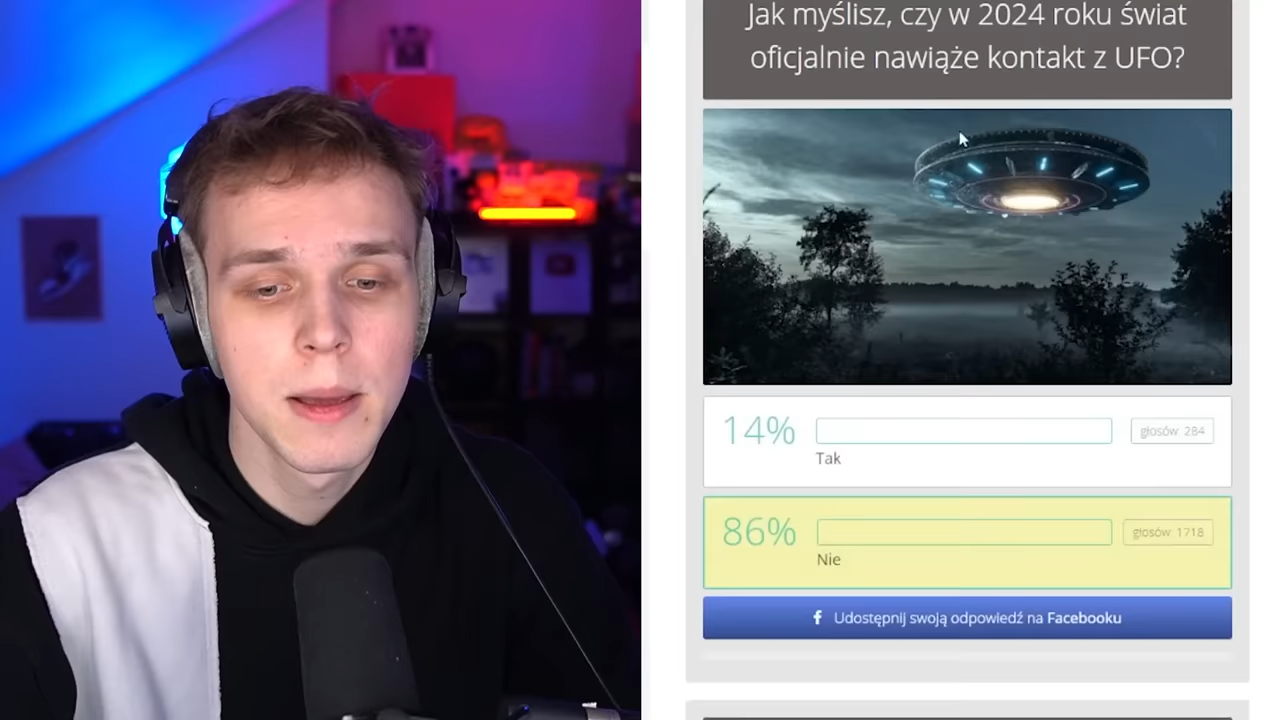 Jak myślisz, czy w 2024 roku świat
oficjalnie nawiąże kontakt z UFO?
14%
głosów 284
Tak
86%
głosów 1718
Nie
Udostępnij swoją odpowiedź na Facebooku